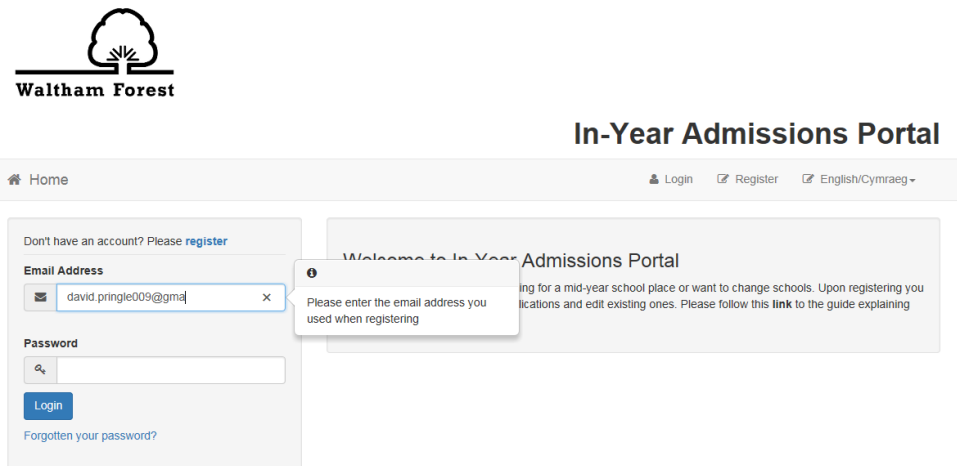 Waltham Forest
In-Year Admissions Portal
Home
Login
Register
English/Cymraeg
Don't have an account? Please register
Email Address
david.pringle009@gma
Password
Login
Forgotten your password?
Please enter the email address you
used when registering
Welcome to In-Year Admissions Portal
ing for a mid-year school place or want to change schools. Upon registering you
lications and edit existing ones. Please follow this link to the guide explaining